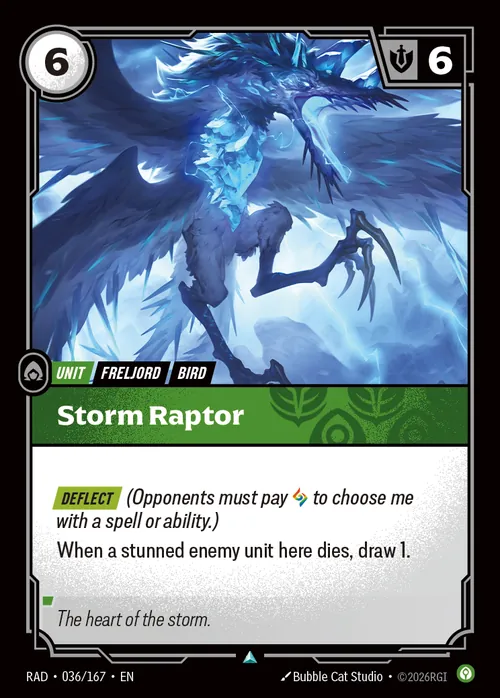 6
6
UNIT
FRELJORD
BIRD
Storm Raptor
DEFLECT (Opponents must pay to choose me
with a spell or ability.)
When a stunned enemy unit here dies, draw 1.
The heart of the storm.
RAD • 036/167 • EN
Bubble Cat Studio • ©2026RGI